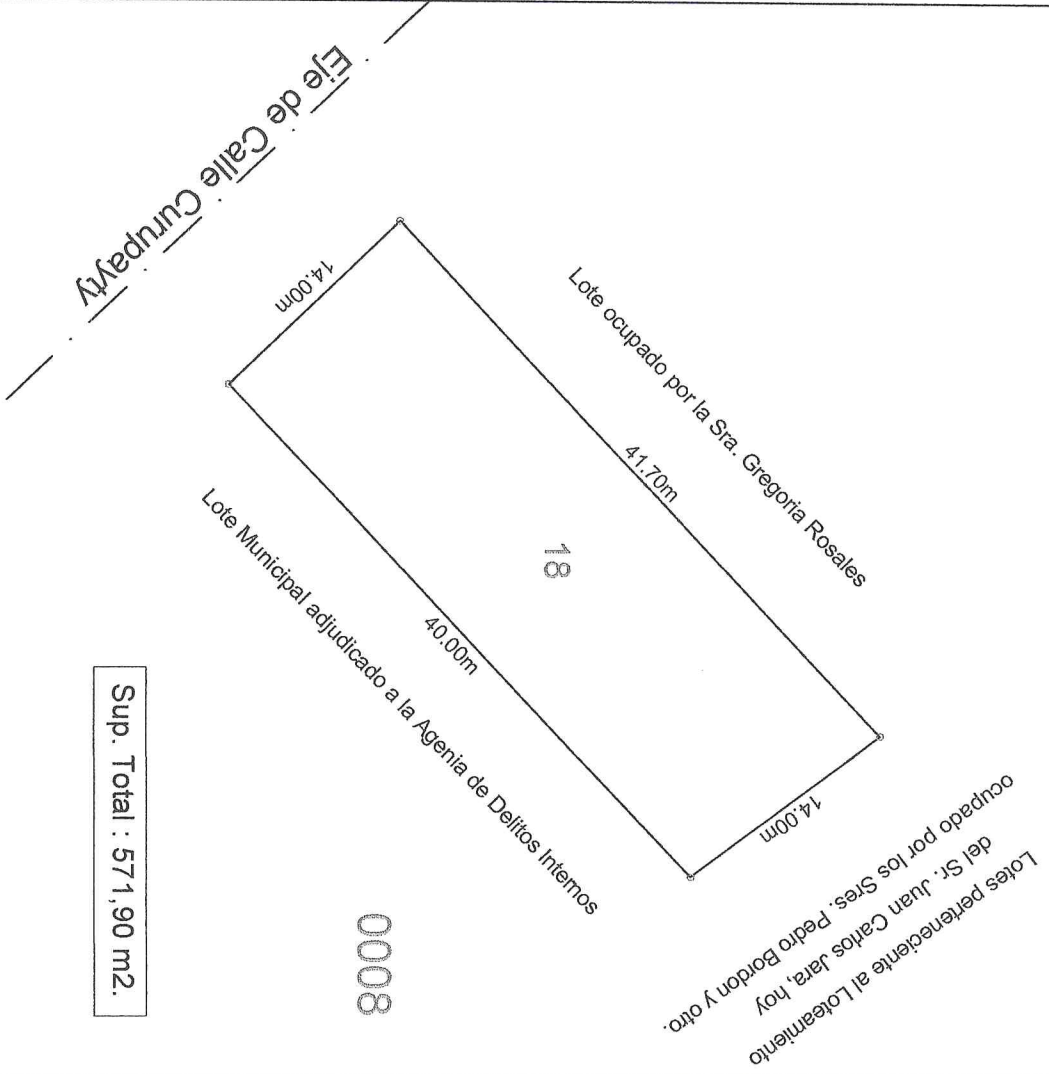 Eje de Calle Curupayty
14.00m
Lote ocupado por la Sra. Gregoria Rosales
41.70m
18
40.00m
Lote Municipal adjudicado a la Agenia de Delitos Internos
14.00m
Lotes perteneciente al Loteamiento
del Sr. Juan Carlos Jara, hoy
ocupado por los Sres. Pedro Bordon y otro.
0008
Sup. Total : 571,90 m2.